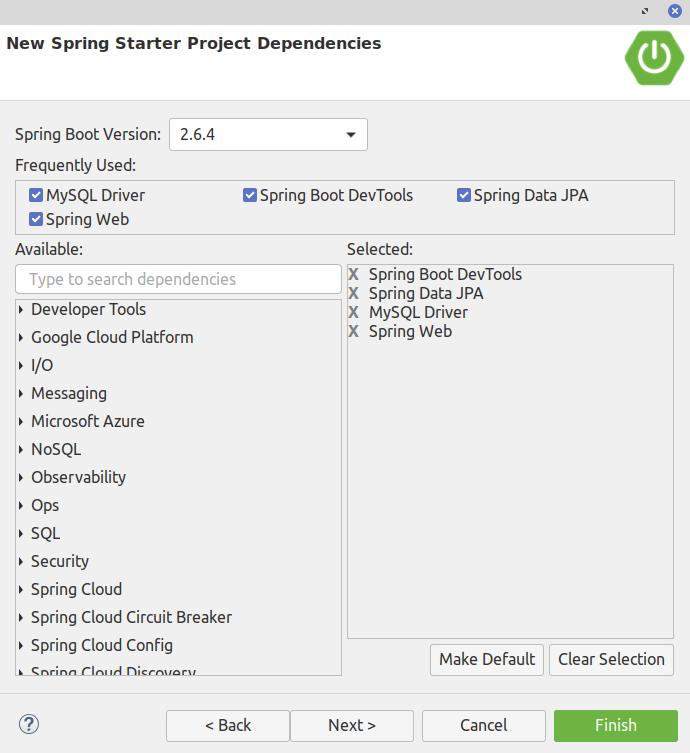 New Spring Starter Project Dependencies
Spring Boot Version: 2.6.4
Frequently Used:
MySQL Driver Spring Boot DevTools Spring Data JPA
Spring Web
Available: Selected:
Type to search dependencies
X Spring Boot DevTools
X Spring Data JPA
X MySQL Driver
X Spring Web
Developer Tools
Google Cloud Platform
I/O
Messaging
Microsoft Azure
NoSQL
Observability
Ops
SQL
Security
Spring Cloud
Spring Cloud Circuit Breaker
Spring Cloud Config
Spring Cloud Discovery
Make Default Clear Selection
? < Back Next > Cancel Finish